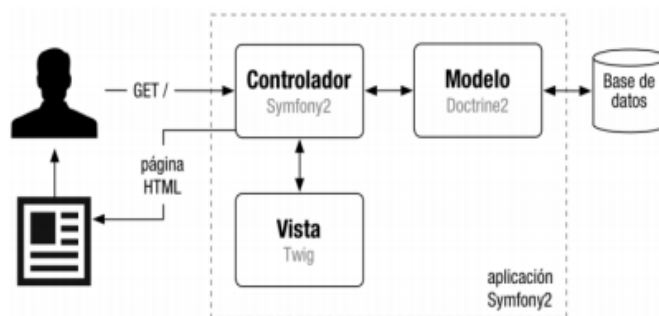 GET /
Controlador
Symfony2
Modelo
Doctrine2
Base de
datos
página
HTML
Vista
Twig
aplicación
Symfony2